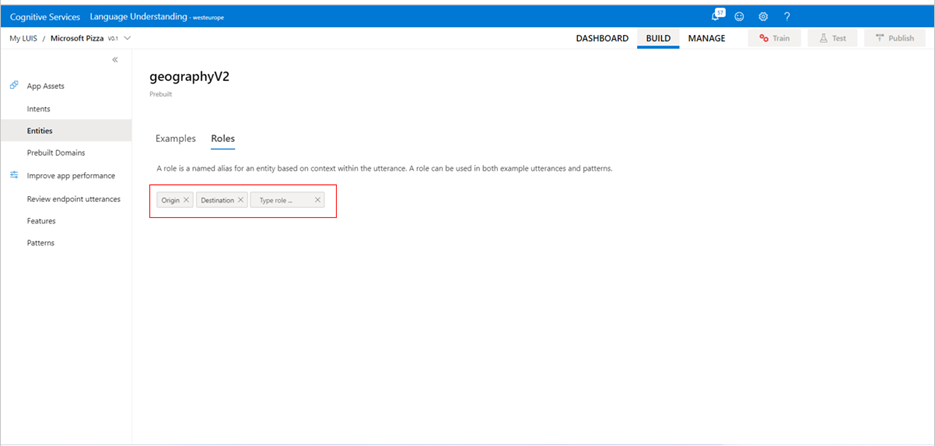 Cognitive Services Language Understanding - westeurope 57 ?
My LUIS / Microsoft Pizza V0.1 DASHBOARD BUILD MANAGE Train Test Publish
«
geographyV2
Prebuilt
App Assets
Intents
Entities
Prebuilt Domains
Improve app performance
Review endpoint utterances
Features
Patterns
Examples Roles
A role is a named alias for an entity based on context within the utterance. A role can be used in both example utterances and patterns.
Origin Destination Type role ...